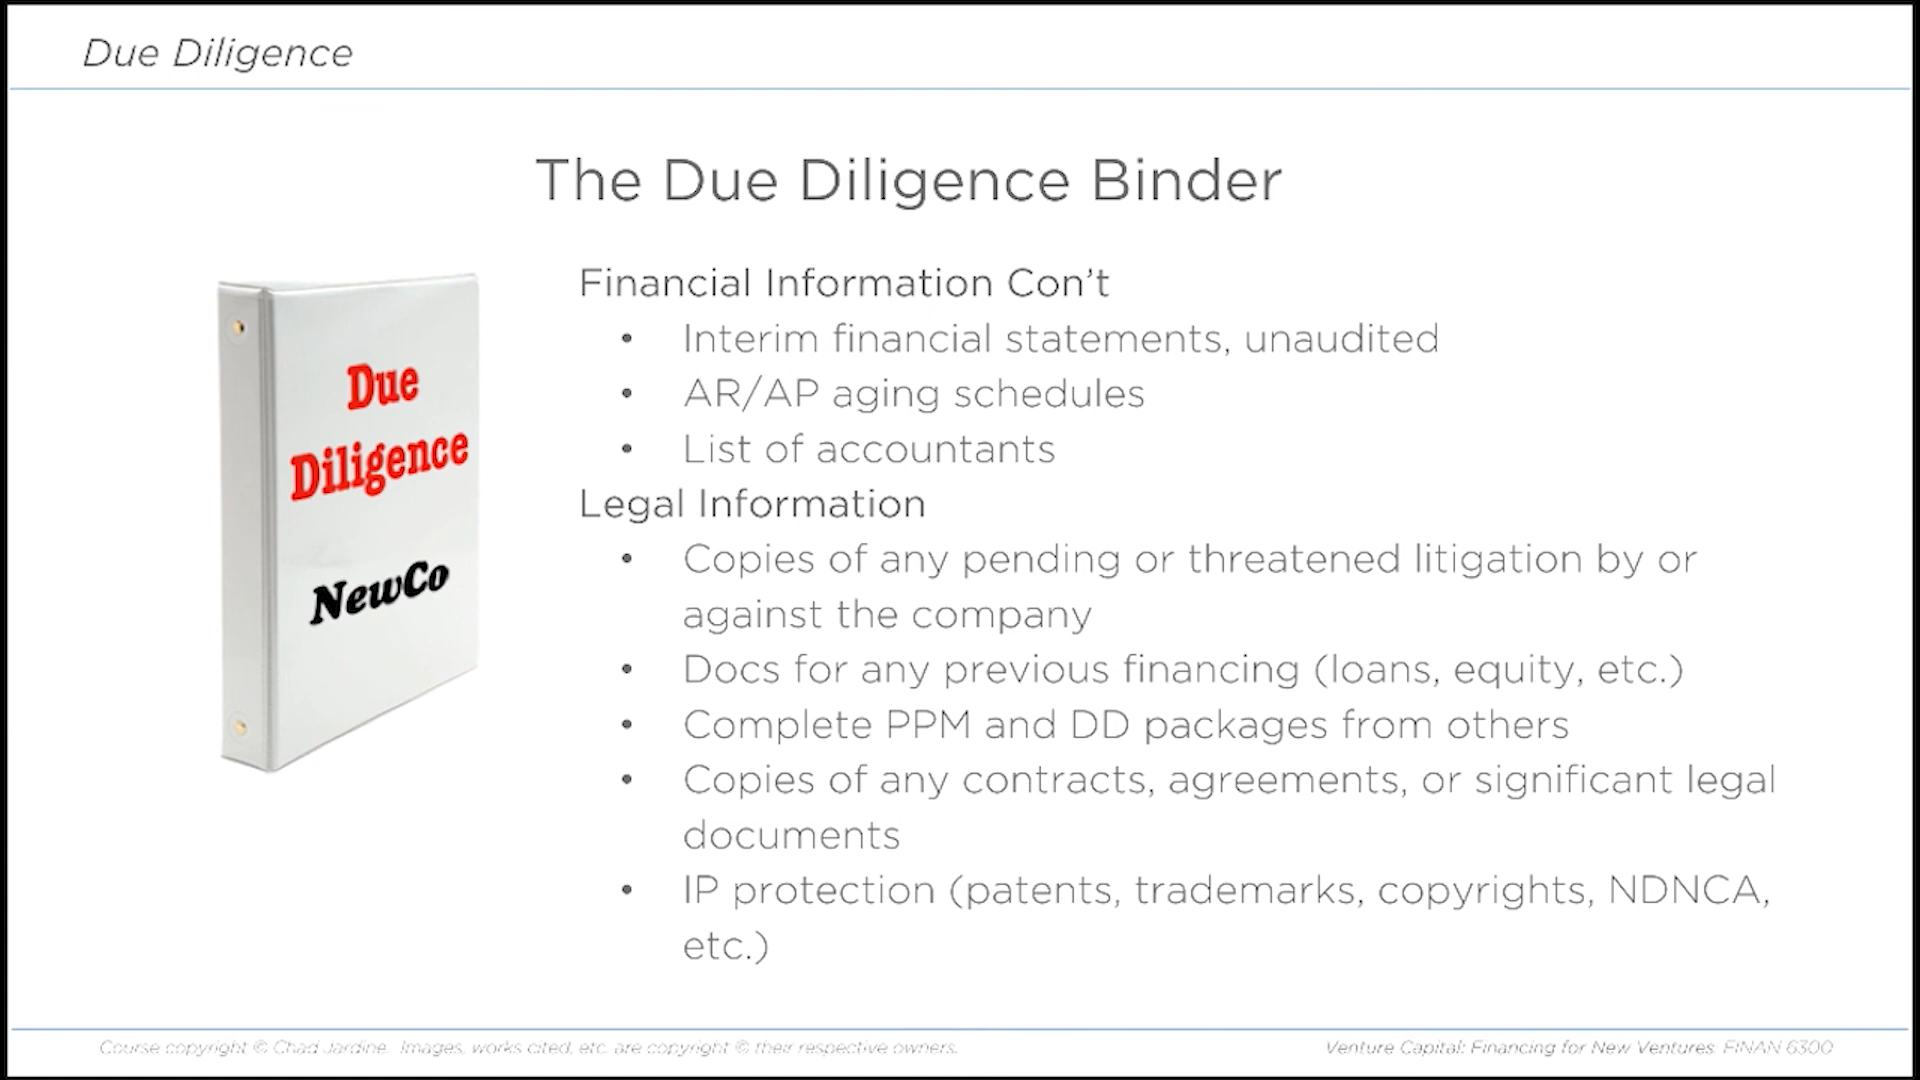 Due Diligence
The Due Diligence Binder
Due
Diligence
NewCo
Financial Information Con’t
• Interim financial statements, unaudited
• AR/AP aging schedules
• List of accountants
Legal Information
• Copies of any pending or threatened litigation by or
against the company
• Docs for any previous financing (loans, equity, etc.)
• Complete PPM and DD packages from others
• Copies of any contracts, agreements, or significant legal
documents
• IP protection (patents, trademarks, copyrights, NDNCA,
etc.)
Course copyright © Chad Jardine. Images, works cited, etc. are copyright © their respective owners.
Venture Capital: Financing for New Ventures FINAN 6300